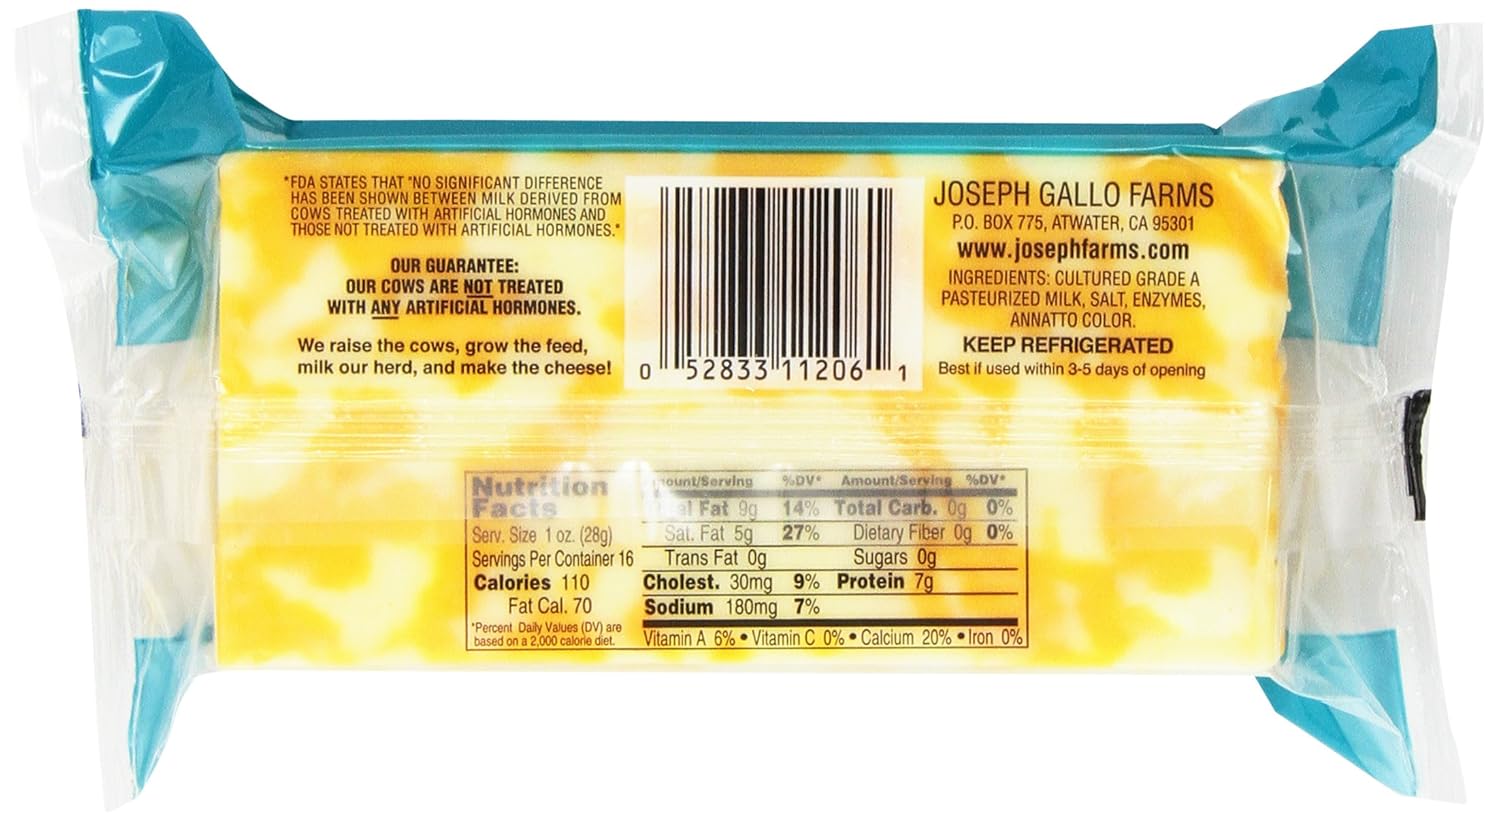 *FDA STATES THAT "NO SIGNIFICANT DIFFERENCE
HAS BEEN SHOWN BETWEEN MILK DERIVED FROM
COWS TREATED WITH ARTIFICIAL HORMONES AND
THOSE NOT TREATED WITH ARTIFICIAL HORMONES."
OUR GUARANTEE:
OUR COWS ARE NOT TREATED
WITH ANY ARTIFICIAL HORMONES.
We raise the cows, grow the feed,
milk our herd, and make the cheese!
0 52833 11206 1
JOSEPH GALLO FARMS
P.O. BOX 775, ATWATER, CA 95301
www.josephfarms.com
INGREDIENTS: CULTURED GRADE A
PASTEURIZED MILK, SALT, ENZYMES,
ANNATTO COLOR.
KEEP REFRIGERATED
Best if used within 3-5 days of opening
Nutrition
Facts
Serv. Size 1 oz. (28g)
Servings Per Container 16
Calories 110
Fat Cal. 70
*Percent Daily Values (DV) are
based on a 2,000 calorie diet.
Amount/Serving %DV* Amount/Serving %DV*
Total Fat 9g 14% Total Carb. 0g 0%
Sat. Fat 5g 27% Dietary Fiber 0g 0%
Trans Fat 0g Sugars 0g
Cholest. 30mg 9% Protein 7g
Sodium 180mg 7%
Vitamin A 6% • Vitamin C 0% • Calcium 20% • Iron 0%